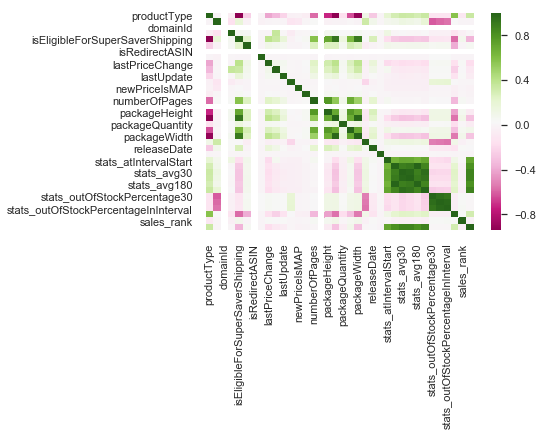 productType
domainId
isEligibleForSuperSaverShipping
isRedirectASIN
lastPriceChange
lastUpdate
newPriceIsMAP
numberOfPages
packageHeight
packageQuantity
packageWidth
releaseDate
stats_atIntervalStart
stats_avg30
stats_avg180
stats_outOfStockPercentage30
stats_outOfStockPercentageInInterval
sales_rank
0.8
0.4
0.0
−0.4
−0.8
productType
domainId
isEligibleForSuperSaverShipping
isRedirectASIN
lastPriceChange
lastUpdate
newPriceIsMAP
numberOfPages
packageHeight
packageQuantity
packageWidth
releaseDate
stats_atIntervalStart
stats_avg30
stats_avg180
stats_outOfStockPercentage30
stats_outOfStockPercentageInInterval
sales_rank